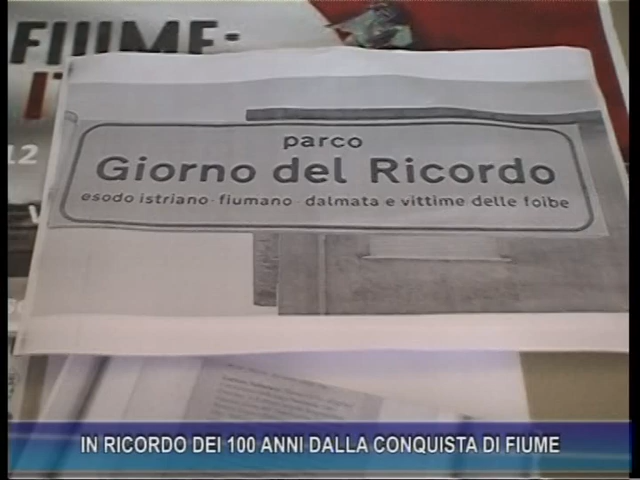 FIUME:
12
parco
Giorno del Ricordo
esodo istriano - fiumano - dalmata e vittime delle foibe
IN RICORDO DEI 100 ANNI DALLA CONQUISTA DI FIUME